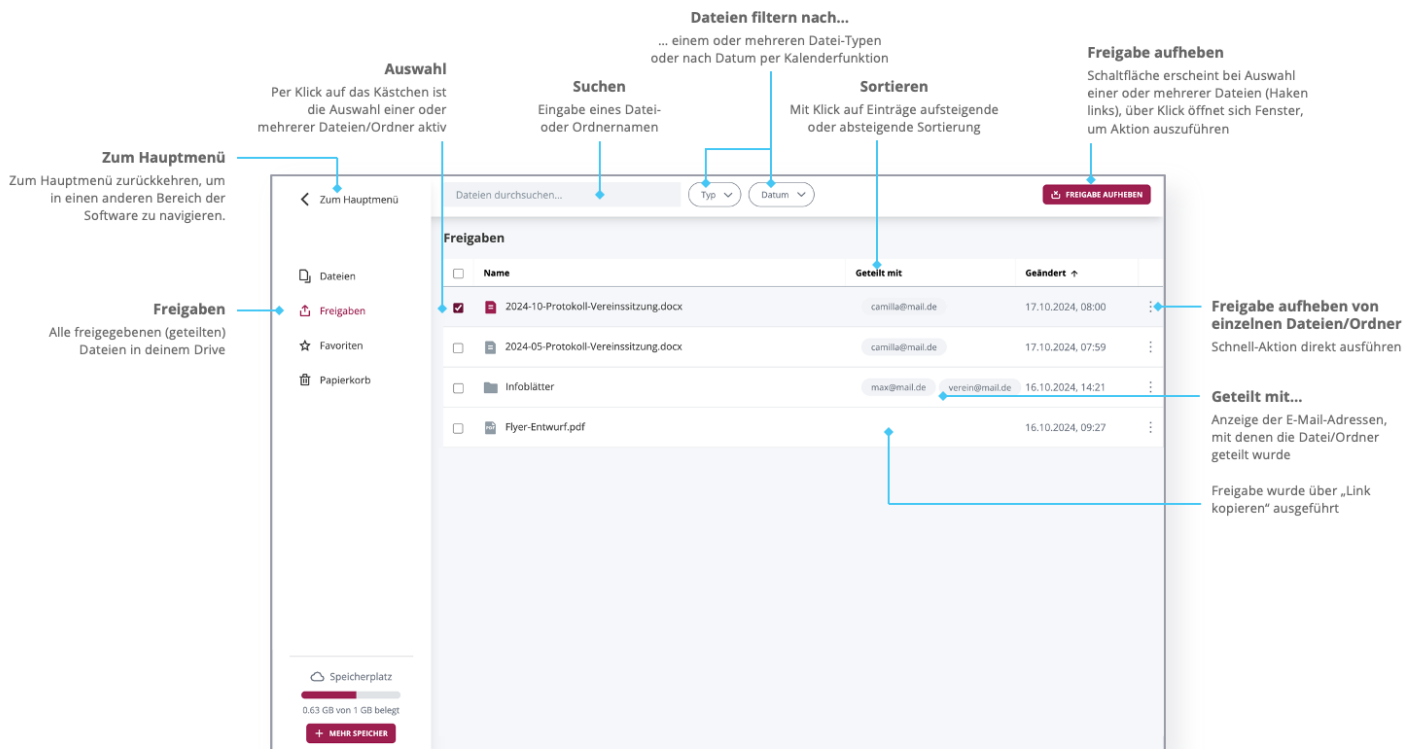 Dateien filtern nach...
... einem oder mehreren Datei-Typen
oder nach Datum per Kalenderfunktion
Auswahl
Per Klick auf das Kästchen ist
die Auswahl einer oder
mehrerer Dateien/Ordner aktiv
Suchen
Eingabe eines Datei-
oder Ordnernamen
Sortieren
Mit Klick auf Einträge aufsteigende
oder absteigende Sortierung
Freigabe aufheben
Schaltfläche erscheint bei Auswahl
einer oder mehrerer Dateien (Haken
links), über Klick öffnet sich Fenster,
um Aktion auszuführen
Zum Hauptmenü
Zum Hauptmenü zurückkehren, um
in einen anderen Bereich der
Software zu navigieren.
Freigaben
Alle freigegebenen (geteilten)
Dateien in deinem Drive
Zum Hauptmenü
Dateien
Freigaben
Favoriten
Papierkorb
Speicherplatz
0.63 GB von 1 GB belegt
+ MEHR SPEICHER
Dateien durchsuchen...
Typ
Datum
FREIGABE AUFHEBEN
Freigaben
Name Geteilt mit Geändert ↑
2024-10-Protokoll-Vereinssitzung.docx camilla@mail.de 17.10.2024, 08:00
2024-05-Protokoll-Vereinssitzung.docx camilla@mail.de 17.10.2024, 07:59
Infoblätter max@mail.de verein@mail.de 16.10.2024, 14:21
PDF Flyer-Entwurf.pdf 16.10.2024, 09:27
Freigabe aufheben von
einzelnen Dateien/Ordner
Schnell-Aktion direkt ausführen
Geteilt mit...
Anzeige der E-Mail-Adressen,
mit denen die Datei/Ordner
geteilt wurde
Freigabe wurde über „Link
kopieren“ ausgeführt